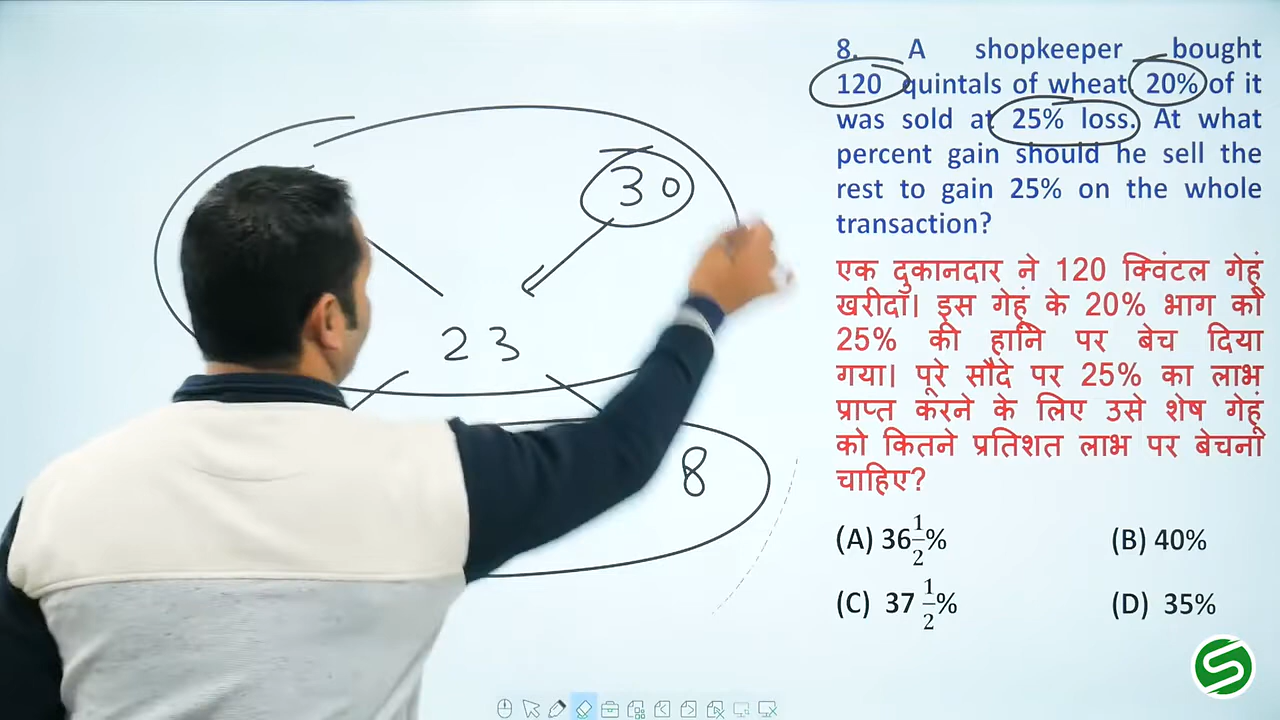 8. A shopkeeper bought
120 quintals of wheat. 20% of it
was sold at 25% loss. At what
percent gain should he sell the
rest to gain 25% on the whole
transaction?
एक दुकानदार ने 120 क्विंटल गेहूं
खरीदा। इस गेहूं के 20% भाग को
25% की हानि पर बेच दिया
गया। पूरे सौदे पर 25% का लाभ
प्राप्त करने के लिए उसे शेष गेहूं
को कितने प्रतिशत लाभ पर बेचना
चाहिए?
(A) 36 1/2% (B) 40%
(C) 37 1/2% (D) 35%
30
23
8
S